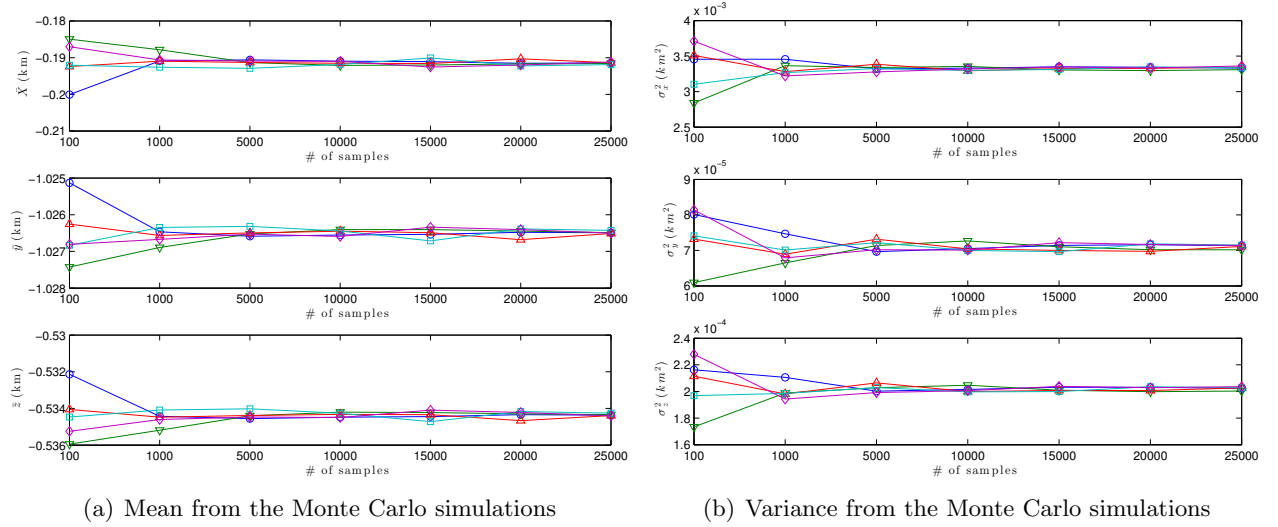 −0.18
−0.19
−0.20
−0.21
X̄ (km)
100 1000 5000 10000 15000 20000 25000
# of samples
−1.025
−1.026
−1.027
−1.028
ȳ (km)
100 1000 5000 10000 15000 20000 25000
# of samples
−0.53
−0.532
−0.534
−0.536
z̄ (km)
100 1000 5000 10000 15000 20000 25000
# of samples
(a) Mean from the Monte Carlo simulations
x 10⁻³
4
3.5
3
2.5
σ²ₓ (km²)
100 1000 5000 10000 15000 20000 25000
# of samples
x 10⁻⁵
9
8
7
6
100 1000 5000 10000 15000 20000 25000
# of samples
x 10⁻⁴
2.4
2.2
2
1.8
1.6
100 1000 5000 10000 15000 20000 25000
# of samples
(b) Variance from the Monte Carlo simulations